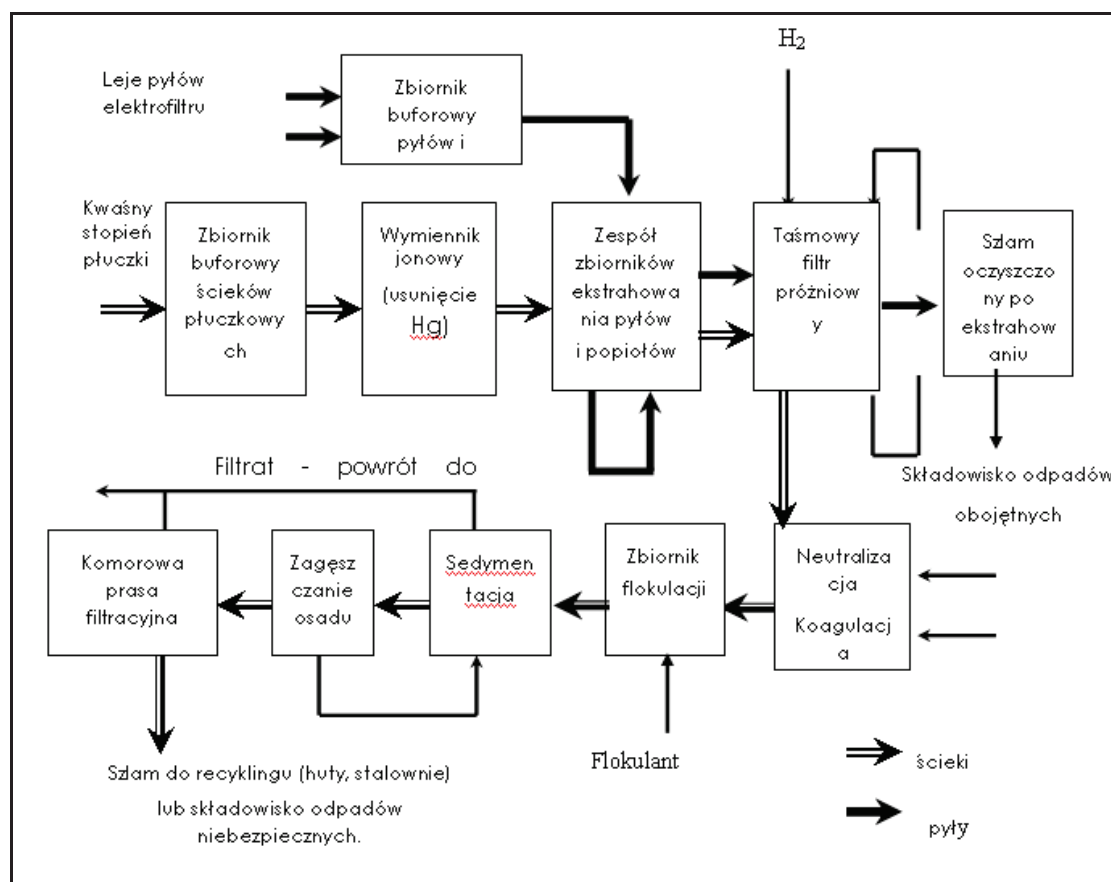 H2
Leje pyłów
elektrofiltru
Zbiornik
buforowy
pyłów i
Kwaśny
stopień
płuczki
Zbiornik
buforowy
ścieków
płuczkowy
ch
Wymiennik
jonowy
(usunięcie
Hg)
Zespół
zbiorników
ekstrahowa
nia pyłów
i popiołów
Taśmowy
filtr
próżniow
y
Szlam
oczyszczo
ny po
ekstrahow
aniu
Składowisko odpadów
obojętnych
Filtrat - powrót do
Komorowa
prasa
filtracyjna
Zagęsz
czanie
osadu
Sedymen
tacja
Zbiornik
flokulacji
Neutraliza
cja
Koagulacj
a
Flokulant
Szlam do recyklingu (huty, stalownie)
lub składowisko odpadów
niebezpiecznych.
ścieki
pyły